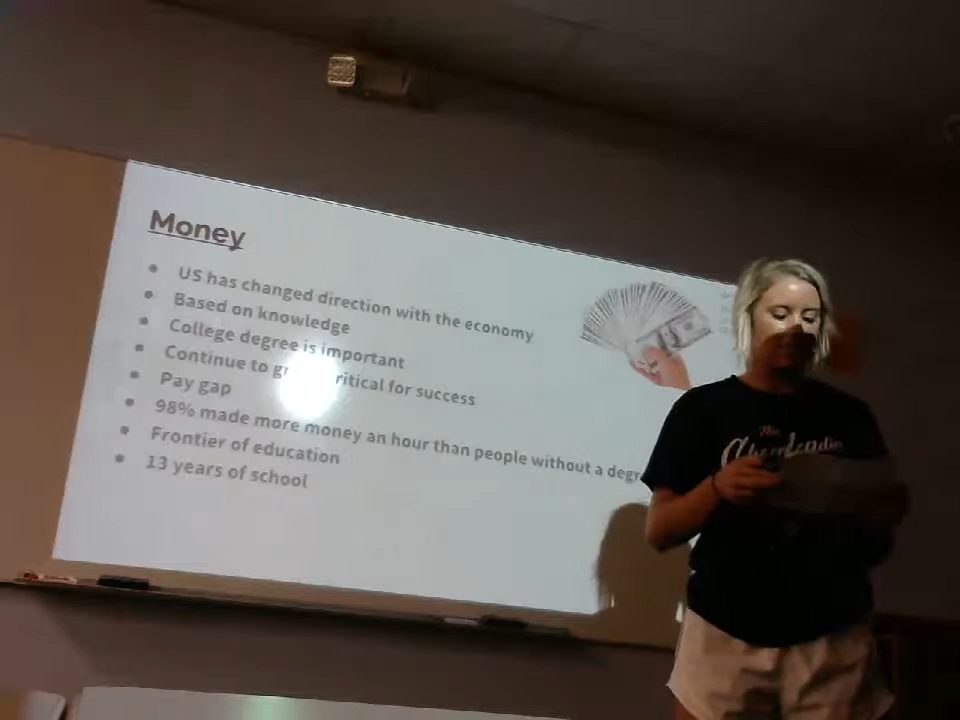 Money
US has changed direction with the economy
Based on knowledge
College degree is important
Continue to critical for success
Pay gap
98% made more money an hour than people without a
Frontier of education
13 years of school
The
Cheerleading